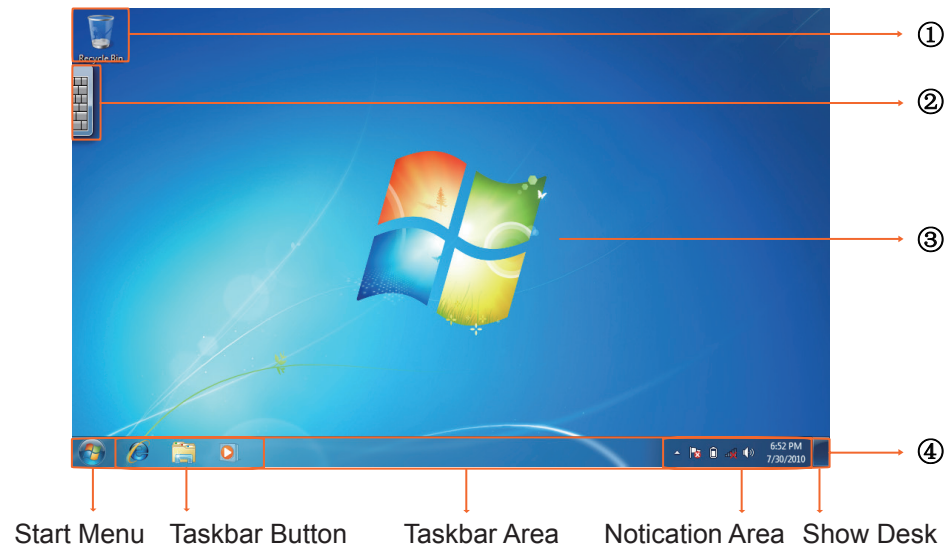 ①
Recycle Bin
②
③
6:52 PM
7/30/2010
④
Start Menu Taskbar Button Taskbar Area Notication Area Show Desk